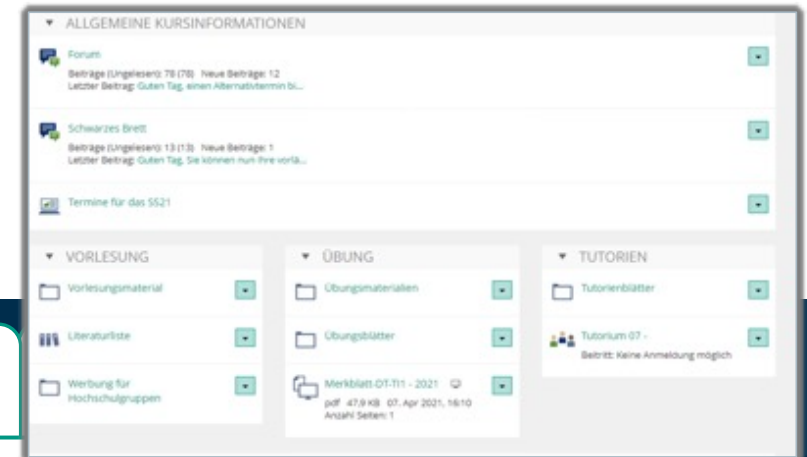 ALLGEMEINE KURSINFORMATIONEN
Forum
Beiträge (Ungelesen): 78 (78) Neue Beiträge: 12
Letzter Beitrag: Guten Tag, einen Alternativtermin bi...
Schwarzes Brett
Beiträge (Ungelesen): 13 (13) Neue Beiträge: 1
Letzter Beitrag: Guten Tag, Sie können nun Ihre vorlä...
Termine für das SS21
VORLESUNG
Vorlesungsmaterial
Literaturliste
Werbung für
Hochschulgruppen
ÜBUNG
Übungsmaterialien
Übungsblätter
Merkblatt-DT-TI1 - 2021
pdf 47,9 KB 07. Apr 2021, 16:10
Anzahl Seiten: 1
TUTORIEN
Tutorienblätter
Tutorium 07 -
Beitritt: Keine Anmeldung möglich